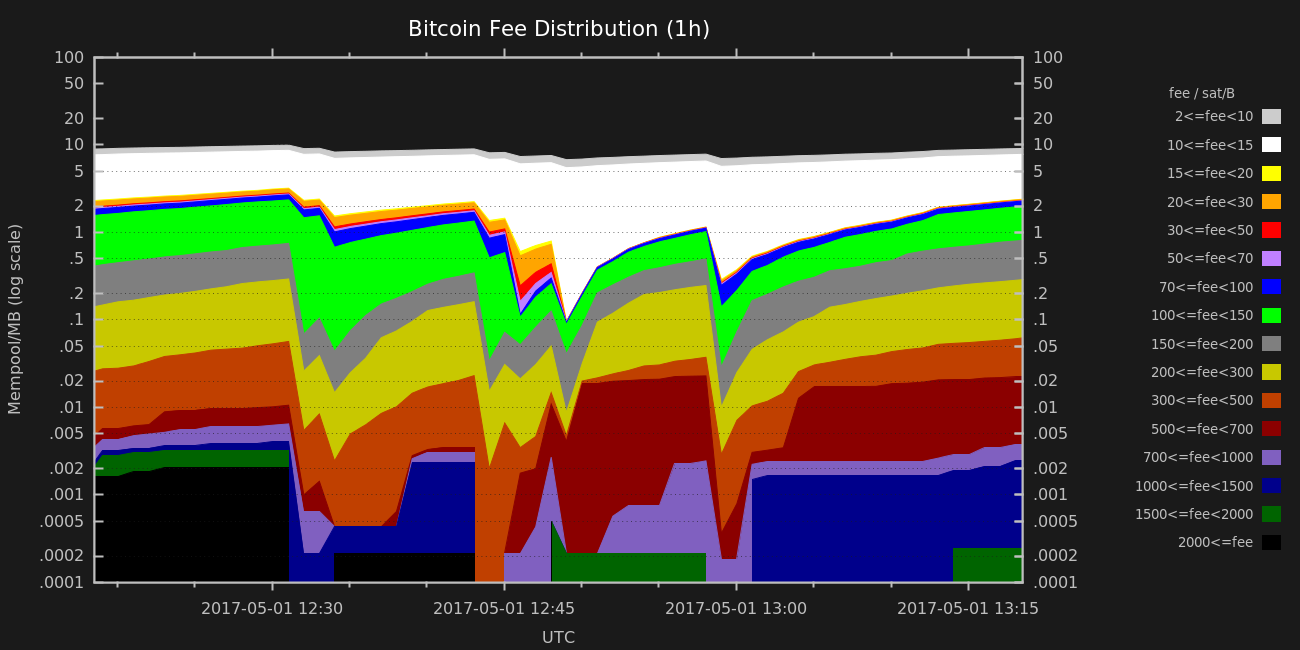 Bitcoin Fee Distribution (1h)
Mempool/MB (log scale)
100
50
20
10
5
2
1
.5
.2
.1
.05
.02
.01
.005
.002
.001
.0005
.0002
.0001
100
50
20
10
5
2
1
.5
.2
.1
.05
.02
.01
.005
.002
.001
.0005
.0002
.0001
2017-05-01 12:30
2017-05-01 12:45
2017-05-01 13:00
2017-05-01 13:15
UTC
fee / sat/B
2<=fee<10
10<=fee<15
15<=fee<20
20<=fee<30
30<=fee<50
50<=fee<70
70<=fee<100
100<=fee<150
150<=fee<200
200<=fee<300
300<=fee<500
500<=fee<700
700<=fee<1000
1000<=fee<1500
1500<=fee<2000
2000<=fee